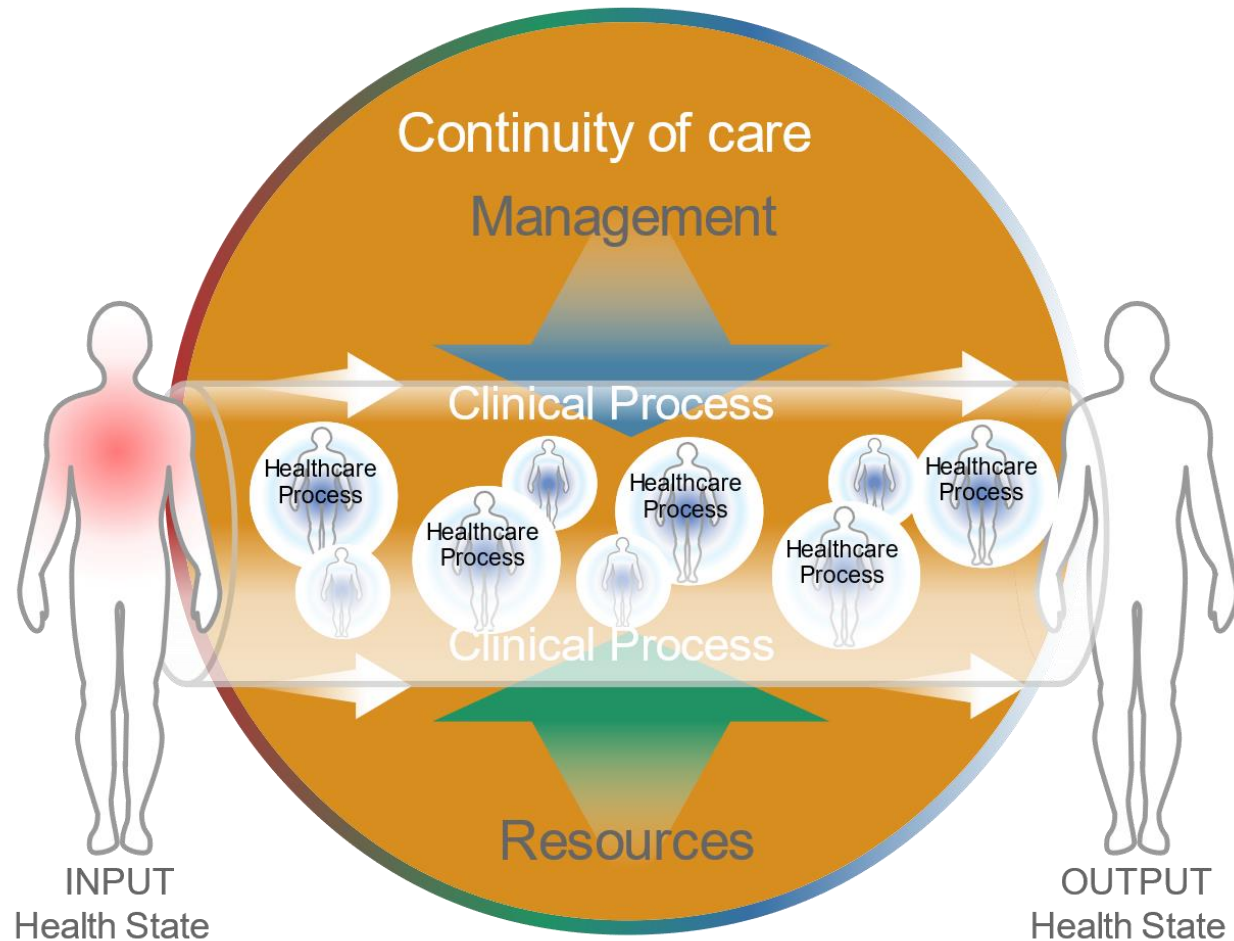 Continuity of care
Management
Clinical Process
Healthcare
Process
Healthcare
Process
Healthcare
Process
Healthcare
Process
Healthcare
Process
Clinical Process
Resources
INPUT
Health State
OUTPUT
Health State